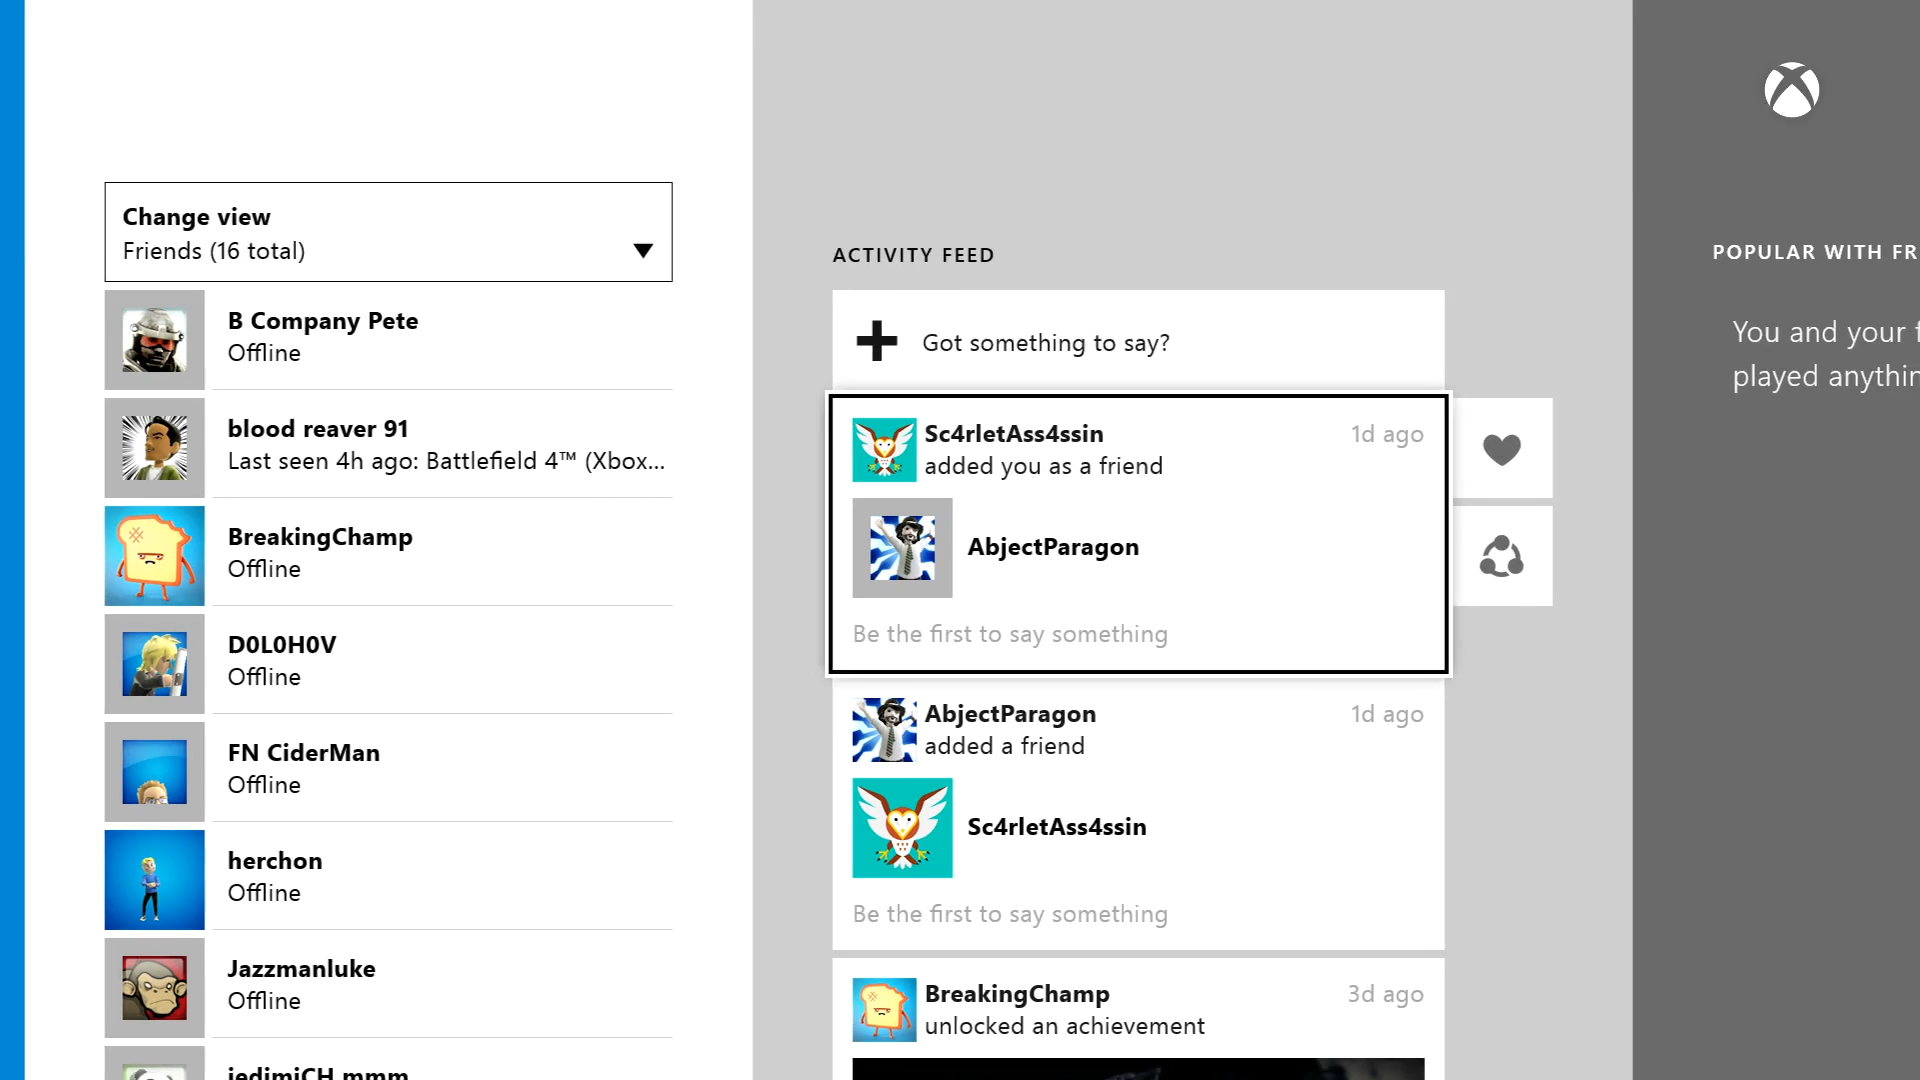 Change view
Friends (16 total)
B Company Pete
Offline
blood reaver 91
Last seen 4h ago: Battlefield 4™ (Xbox...
BreakingChamp
Offline
D0L0H0V
Offline
FN CiderMan
Offline
herchon
Offline
Jazzmanluke
Offline
jedimiCH mmm
ACTIVITY FEED
Got something to say?
Sc4rletAss4ssin
1d ago
added you as a friend
AbjectParagon
Be the first to say something
AbjectParagon
1d ago
added a friend
Sc4rletAss4ssin
Be the first to say something
BreakingChamp
3d ago
unlocked an achievement
POPULAR WITH FR
You and your f
played anythin